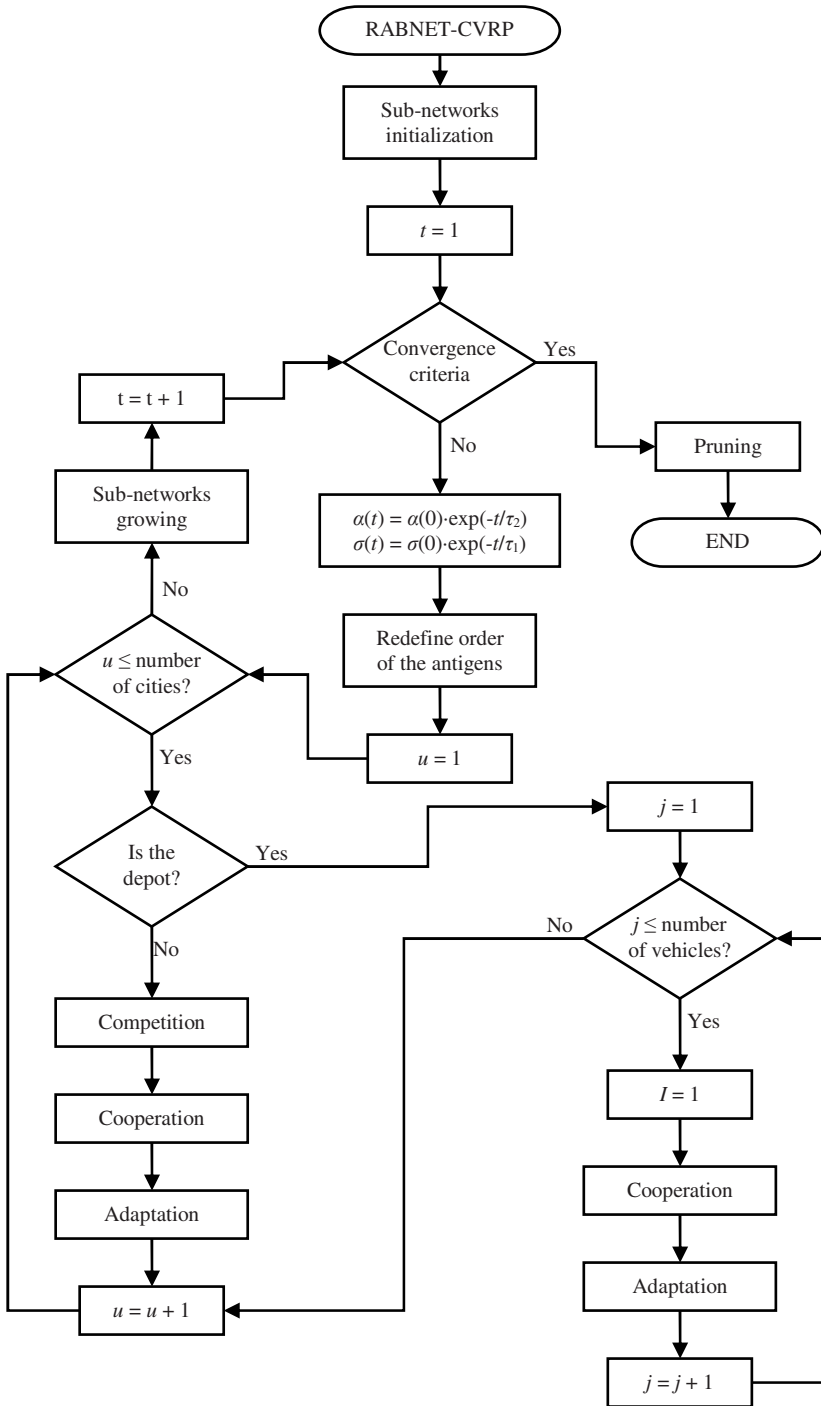 RABNET-CVRP
Sub-networks
initialization
t = 1
Convergence
criteria
Yes
No
t = t + 1
Pruning
Sub-networks
growing
α(t) = α(0)·exp(-t/τ₂)
σ(t) = σ(0)·exp(-t/τ₁)
END
No
Redefine order
of the antigens
u ≤ number
of cities?
u = 1
Yes
j = 1
Is the
depot?
Yes
No
j ≤ number
of vehicles?
No
Yes
Competition
I = 1
Cooperation
Cooperation
Adaptation
Adaptation
u = u + 1
j = j + 1